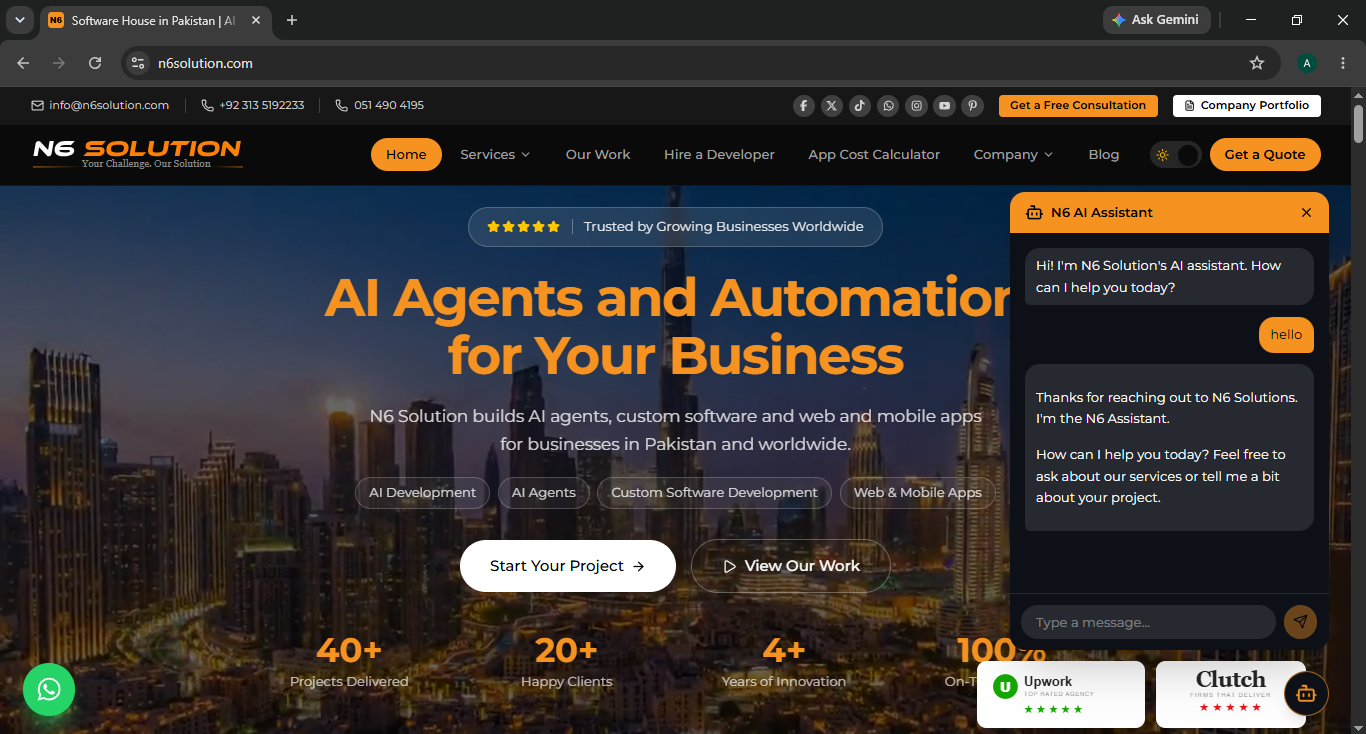 N6 Software House in Pakistan | AI
Ask Gemini
n6solution.com
A
info@n6solution.com
+92 313 5192233
051 490 4195
Get a Free Consultation
Company Portfolio
N6 SOLUTION
Your Challenge. Our Solution
Home
Services
Our Work
Hire a Developer
App Cost Calculator
Company
Blog
Get a Quote
Trusted by Growing Businesses Worldwide
AI Agents and Automation
for Your Business
N6 Solution builds AI agents, custom software and web and mobile apps
for businesses in Pakistan and worldwide.
AI Development
AI Agents
Custom Software Development
Web & Mobile Apps
Start Your Project →
View Our Work
40+
Projects Delivered
20+
Happy Clients
4+
Years of Innovation
100%
On-T
N6 AI Assistant
Hi! I'm N6 Solution's AI assistant. How
can I help you today?
hello
Thanks for reaching out to N6 Solutions.
I'm the N6 Assistant.
How can I help you today? Feel free to
ask about our services or tell me a bit
about your project.
Type a message...
Upwork
TOP RATED AGENCY
Clutch
FIRMS THAT DELIVER